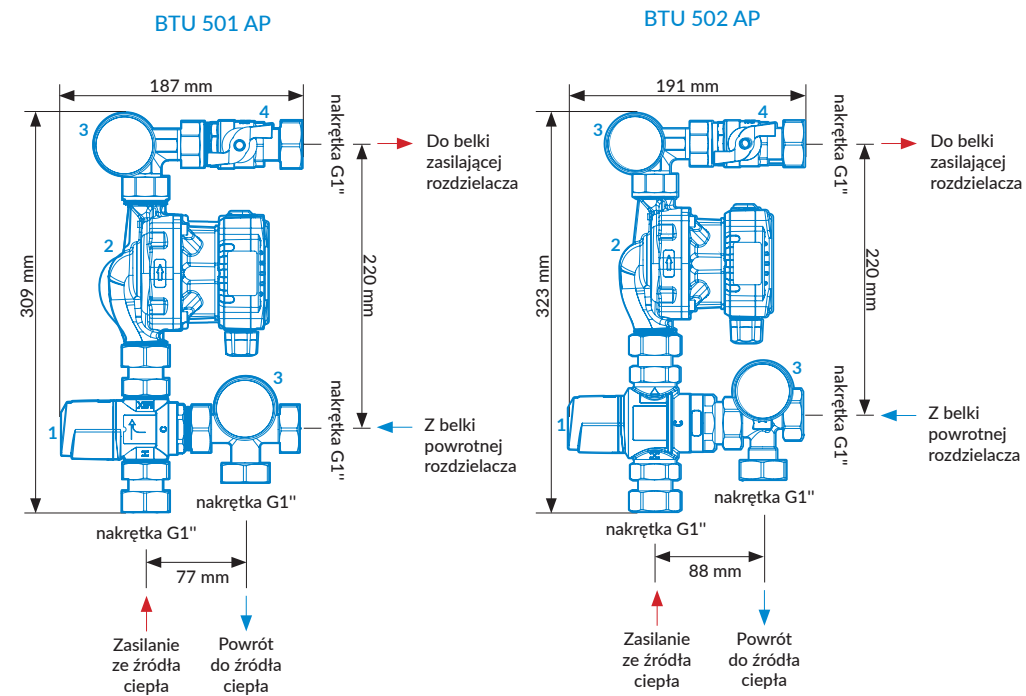 BTU 501 AP
187 mm
3
4
nakrętka G1"
Do belki
zasilającej
rozdzielacza
2
309 mm
220 mm
3
nakrętka G1"
1
Z belki
powrotnej
rozdzielacza
nakrętka G1"
nakrętka G1"
77 mm
Zasilanie
ze źródła
ciepła
Powrót
do źródła
ciepła
BTU 502 AP
191 mm
3
4
nakrętka G1"
Do belki
zasilającej
rozdzielacza
2
323 mm
220 mm
3
nakrętka G1"
1
Z belki
powrotnej
rozdzielacza
nakrętka G1"
nakrętka G1"
88 mm
Zasilanie
ze źródła
ciepła
Powrót
do źródła
ciepła